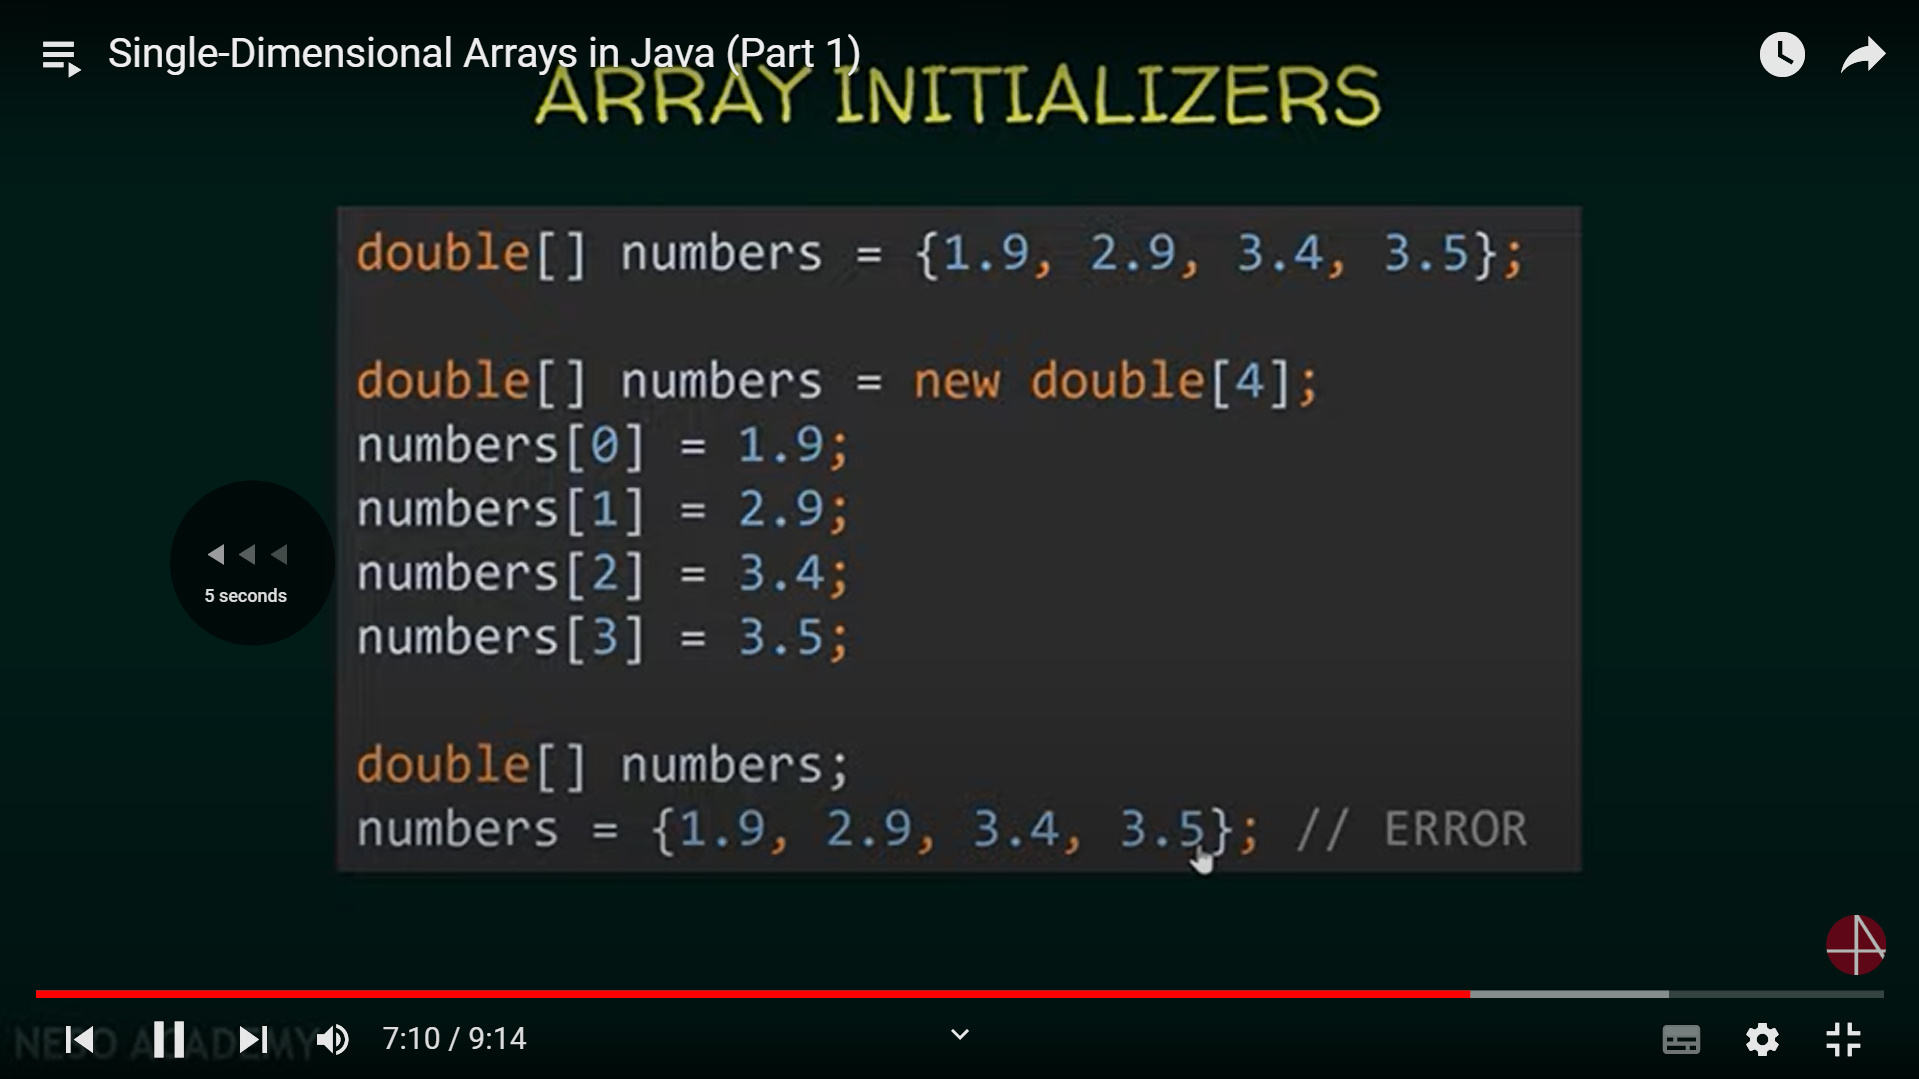 Single-Dimensional Arrays in Java (Part 1)
ARRAY INITIALIZERS
double[] numbers = {1.9, 2.9, 3.4, 3.5};
double[] numbers = new double[4];
numbers[0] = 1.9;
numbers[1] = 2.9;
numbers[2] = 3.4;
numbers[3] = 3.5;
5 seconds
double[] numbers;
numbers = {1.9, 2.9, 3.4, 3.5}; // ERROR
NESO ACADEMY
7:10 / 9:14